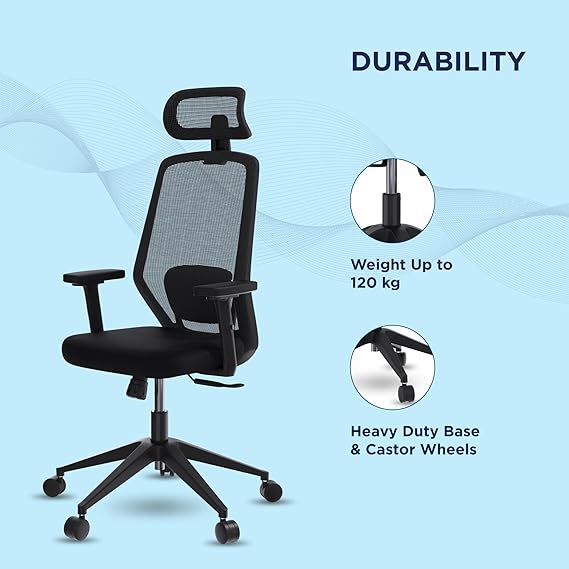 DURABILITY
Weight Up to
120 kg
Heavy Duty Base
& Castor Wheels